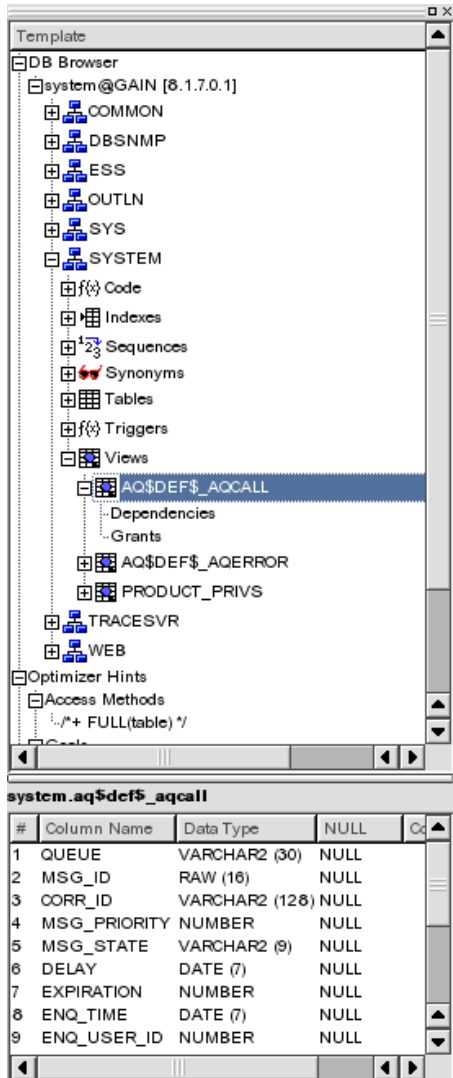 Template
DB Browser
system@GAIN [8.1.7.0.1]
COMMON
DBSNMP
ESS
OUTLN
SYS
SYSTEM
f(x) Code
Indexes
123 Sequences
Synonyms
Tables
f(x) Triggers
Views
AQ$DEF$_AQCALL
Dependencies
Grants
AQ$DEF$_AQERROR
PRODUCT_PRIVS
TRACESVR
WEB
Optimizer Hints
Access Methods
/*+ FULL(table) */
system.aq$def$_aqcall
# Column Name Data Type NULL Co
1 QUEUE VARCHAR2 (30) NULL
2 MSG_ID RAW (16) NULL
3 CORR_ID VARCHAR2 (128) NULL
4 MSG_PRIORITY NUMBER NULL
5 MSG_STATE VARCHAR2 (9) NULL
6 DELAY DATE (7) NULL
7 EXPIRATION NUMBER NULL
8 ENQ_TIME DATE (7) NULL
9 ENQ_USER_ID NUMBER NULL